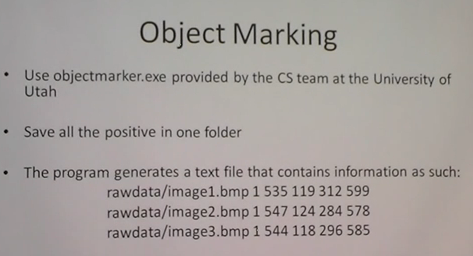 Object Marking
• Use objectmarker.exe provided by the CS team at the University of
Utah
• Save all the positive in one folder
• The program generates a text file that contains information as such:
rawdata/image1.bmp 1 535 119 312 599
rawdata/image2.bmp 1 547 124 284 578
rawdata/image3.bmp 1 544 118 296 585